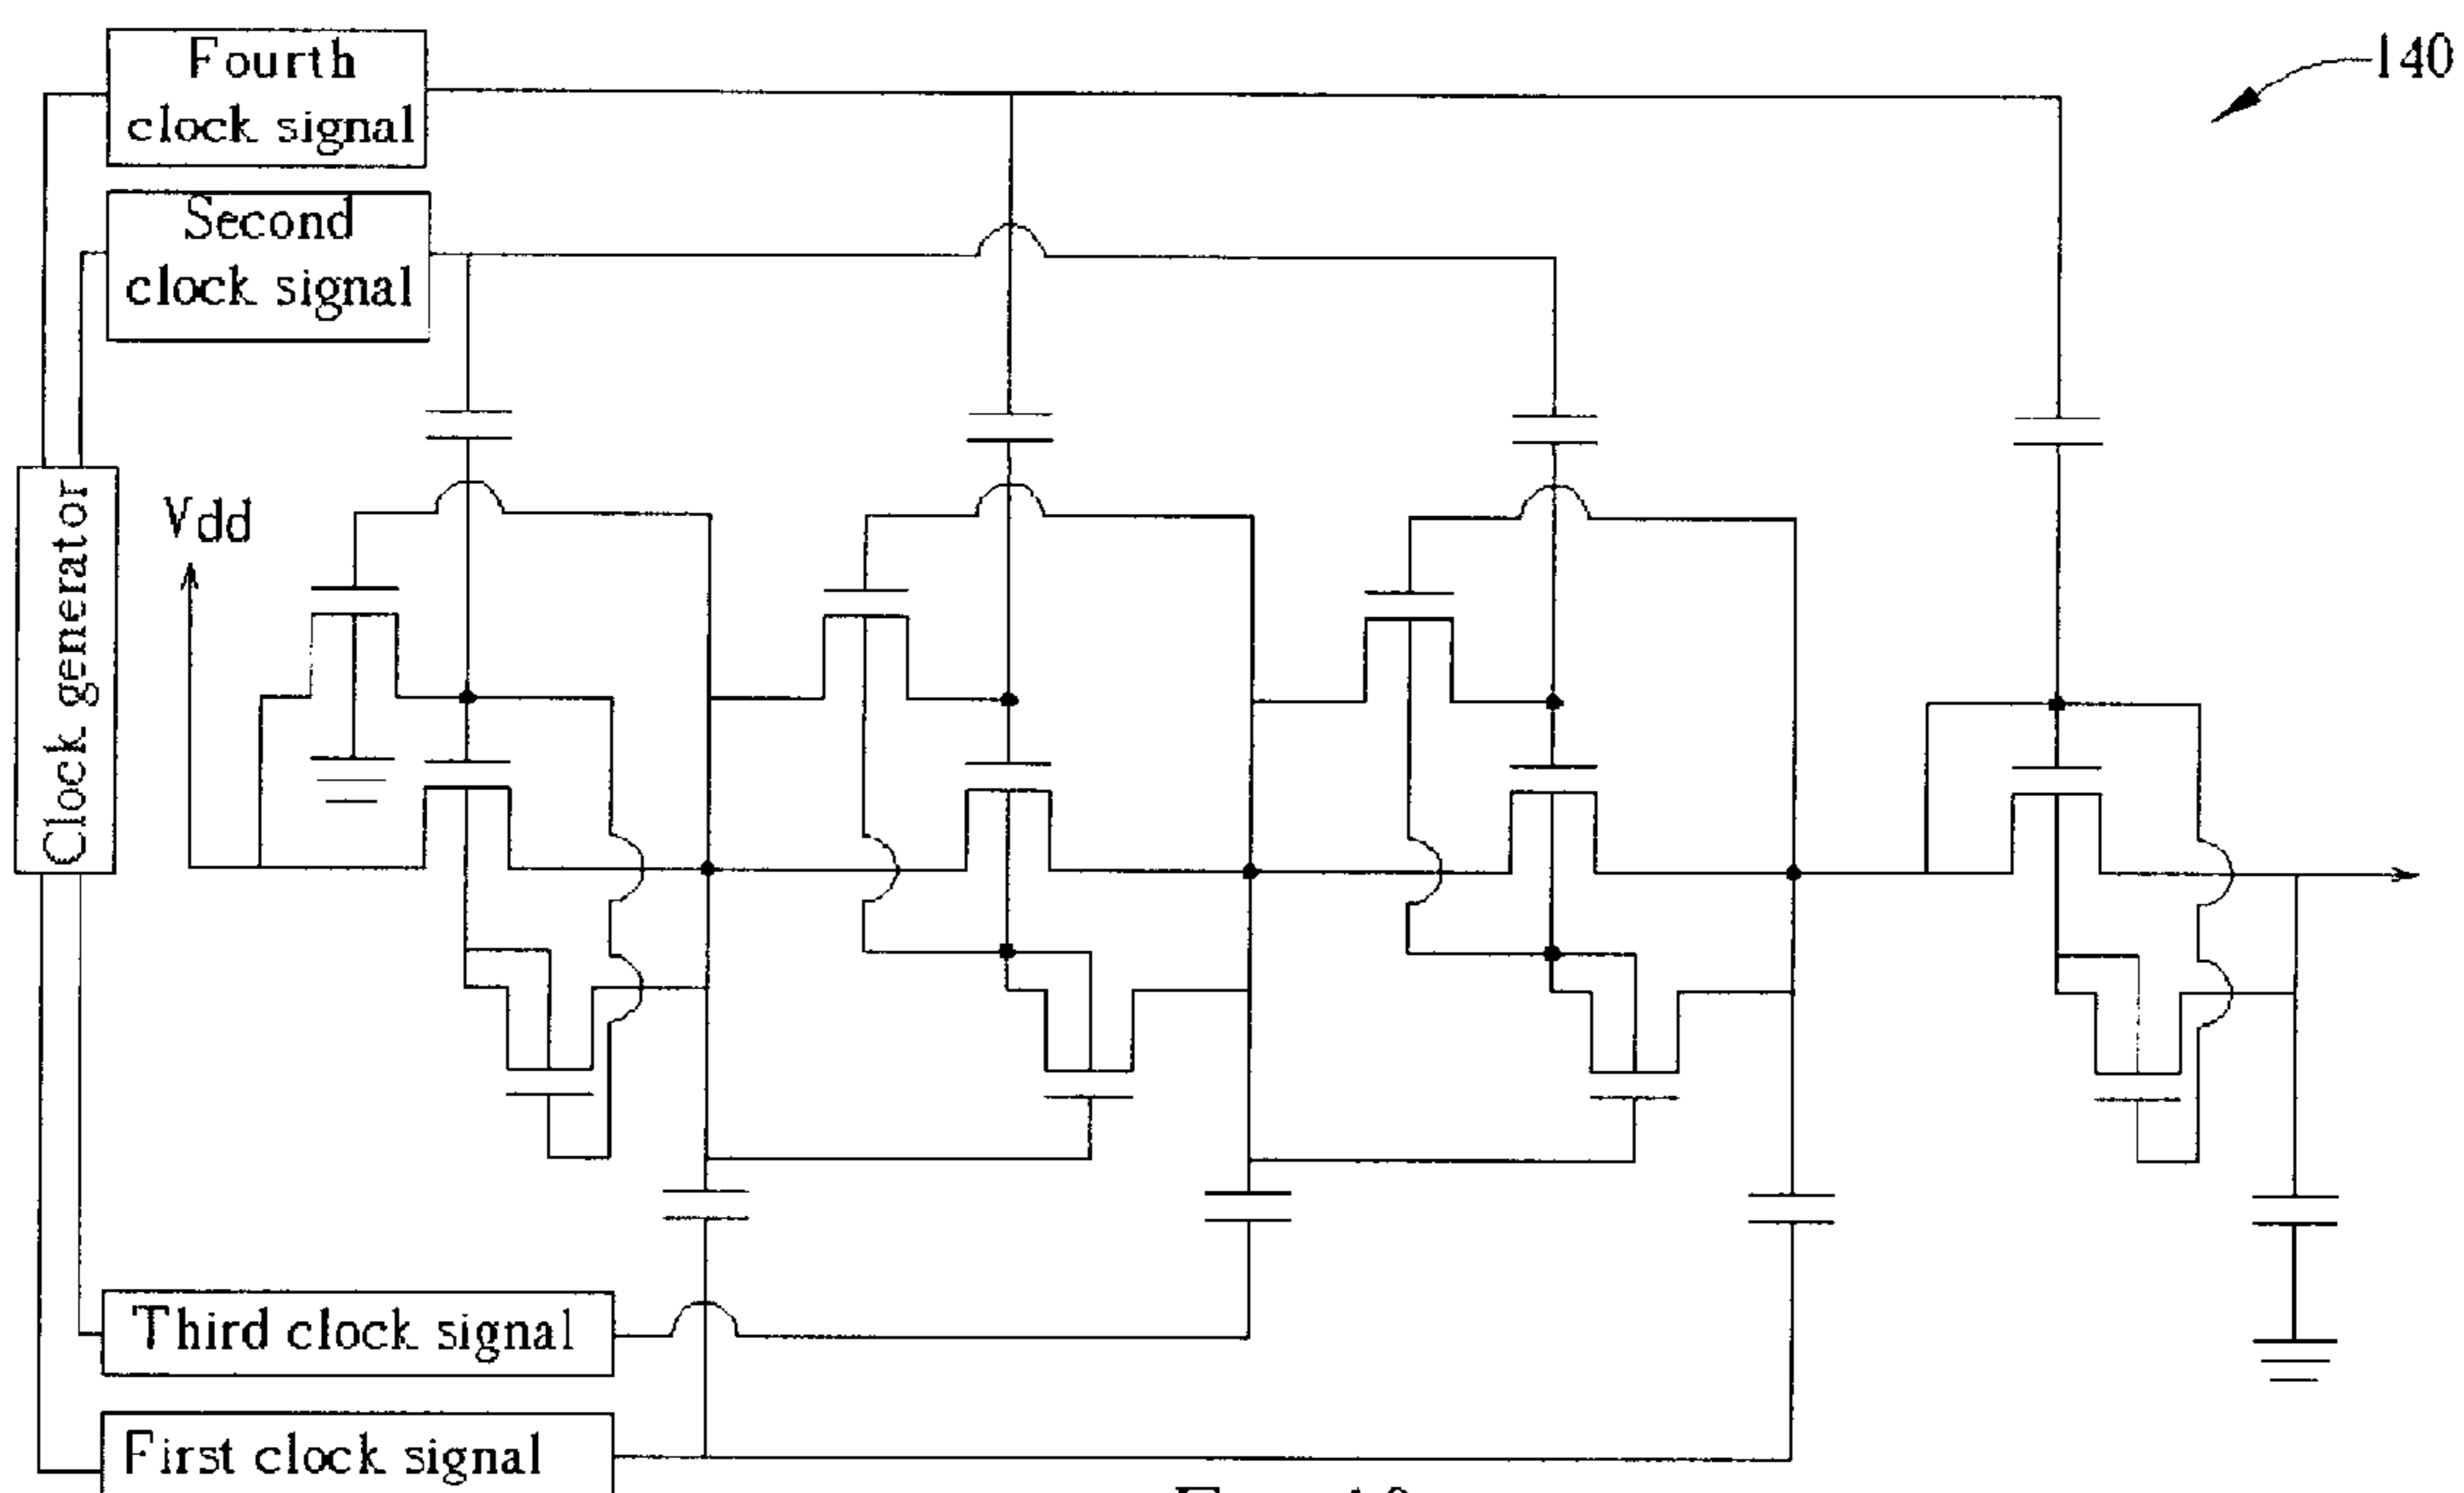 Fourth
clock signal
140
Second
clock signal
Clock generator
Vdd
Third clock signal
First clock signal